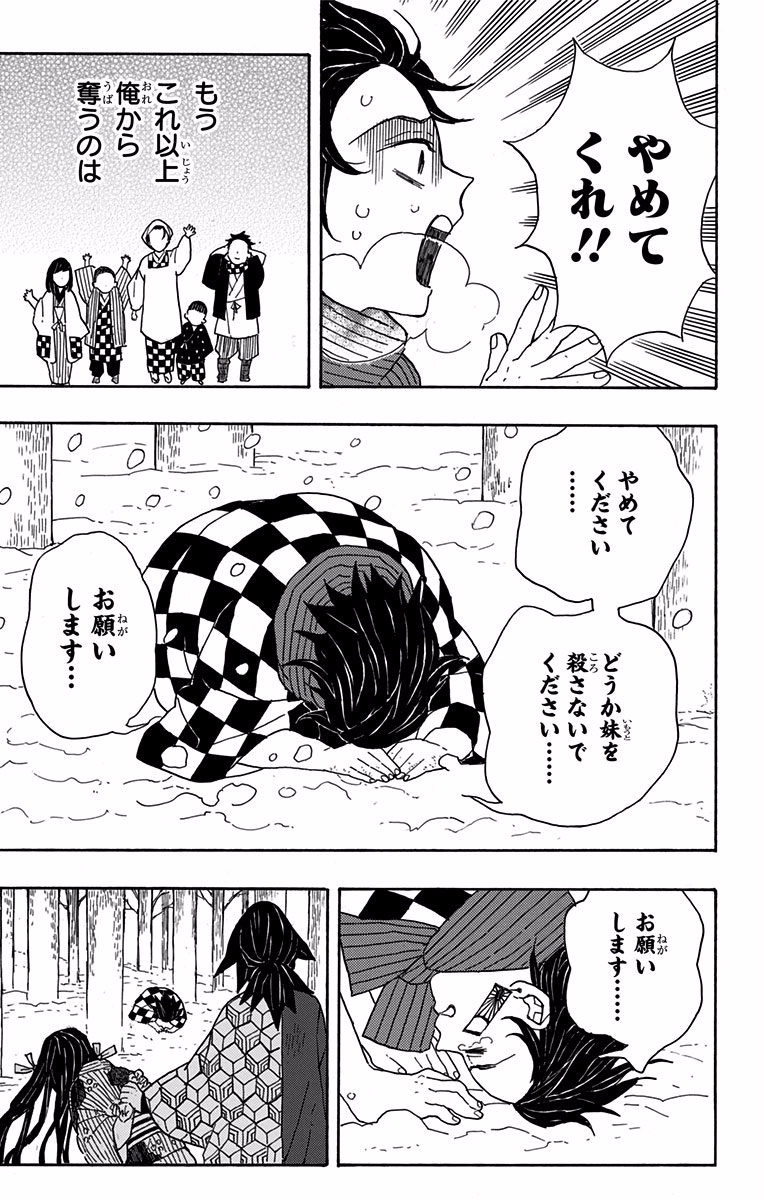 やめて
くれ!!
もう
これ以上
俺から
奪うのは
やめて
ください
……
どうか妹を
殺さないで
ください………
お願い
します…
お願い
します……